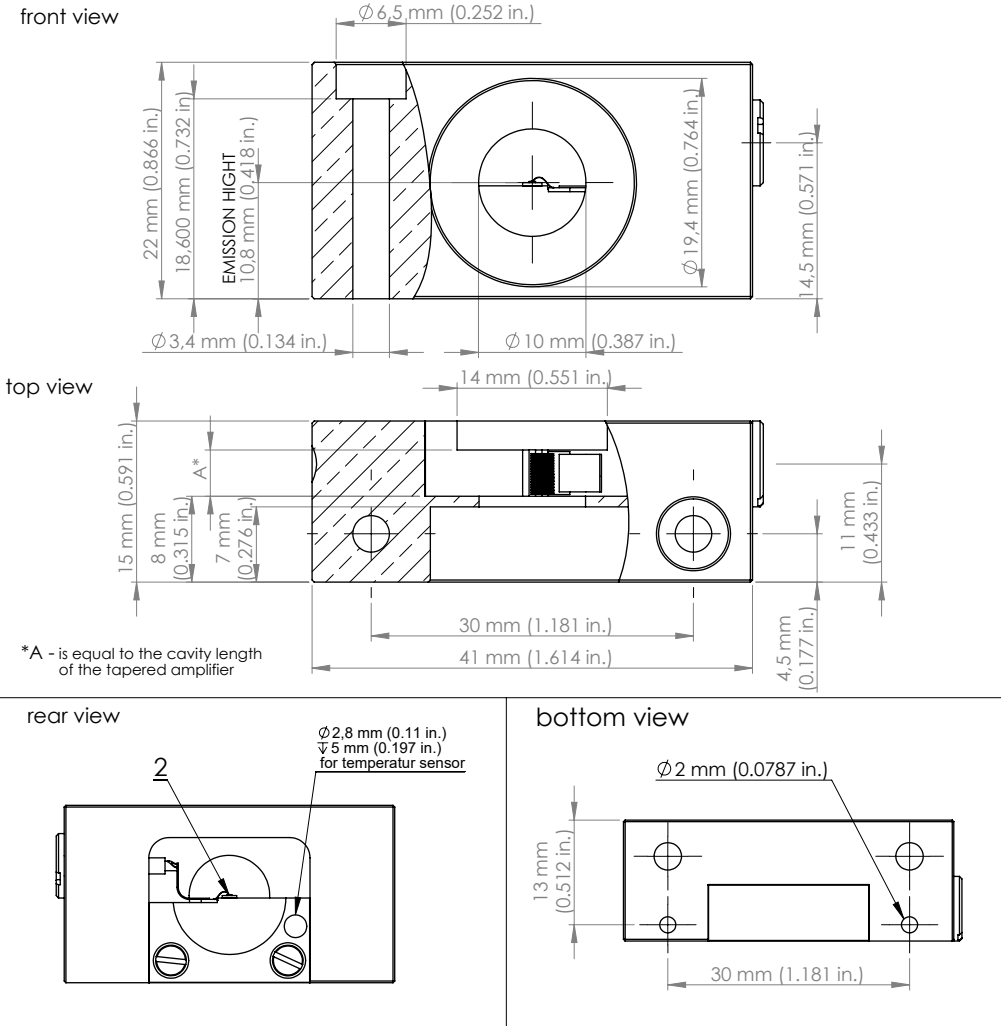 front view
Ø6,5 mm (0.252 in.)
22 mm (0.866 in.)
18,600 mm (0.732 in)
EMISSION HIGHT
10,8 mm (0.418 in.)
Ø19,4 mm (0.764 in.)
14,5 mm (0.571 in.)
Ø3,4 mm (0.134 in.)
Ø10 mm (0.387 in.)
top view
14 mm (0.551 in.)
15 mm (0.591 in.)
8 mm
(0.315 in.)
A*
7 mm
(0.276 in.)
11 mm
(0.433 in.)
4,5 mm
(0.177 in.)
30 mm (1.181 in.)
41 mm (1.614 in.)
*A - is equal to the cavity length
of the tapered amplifier
rear view
2
Ø2,8 mm (0.11 in.)
↧5 mm (0.197 in.)
for temperatur sensor
bottom view
Ø2 mm (0.0787 in.)
13 mm
(0.512 in.)
30 mm (1.181 in.)